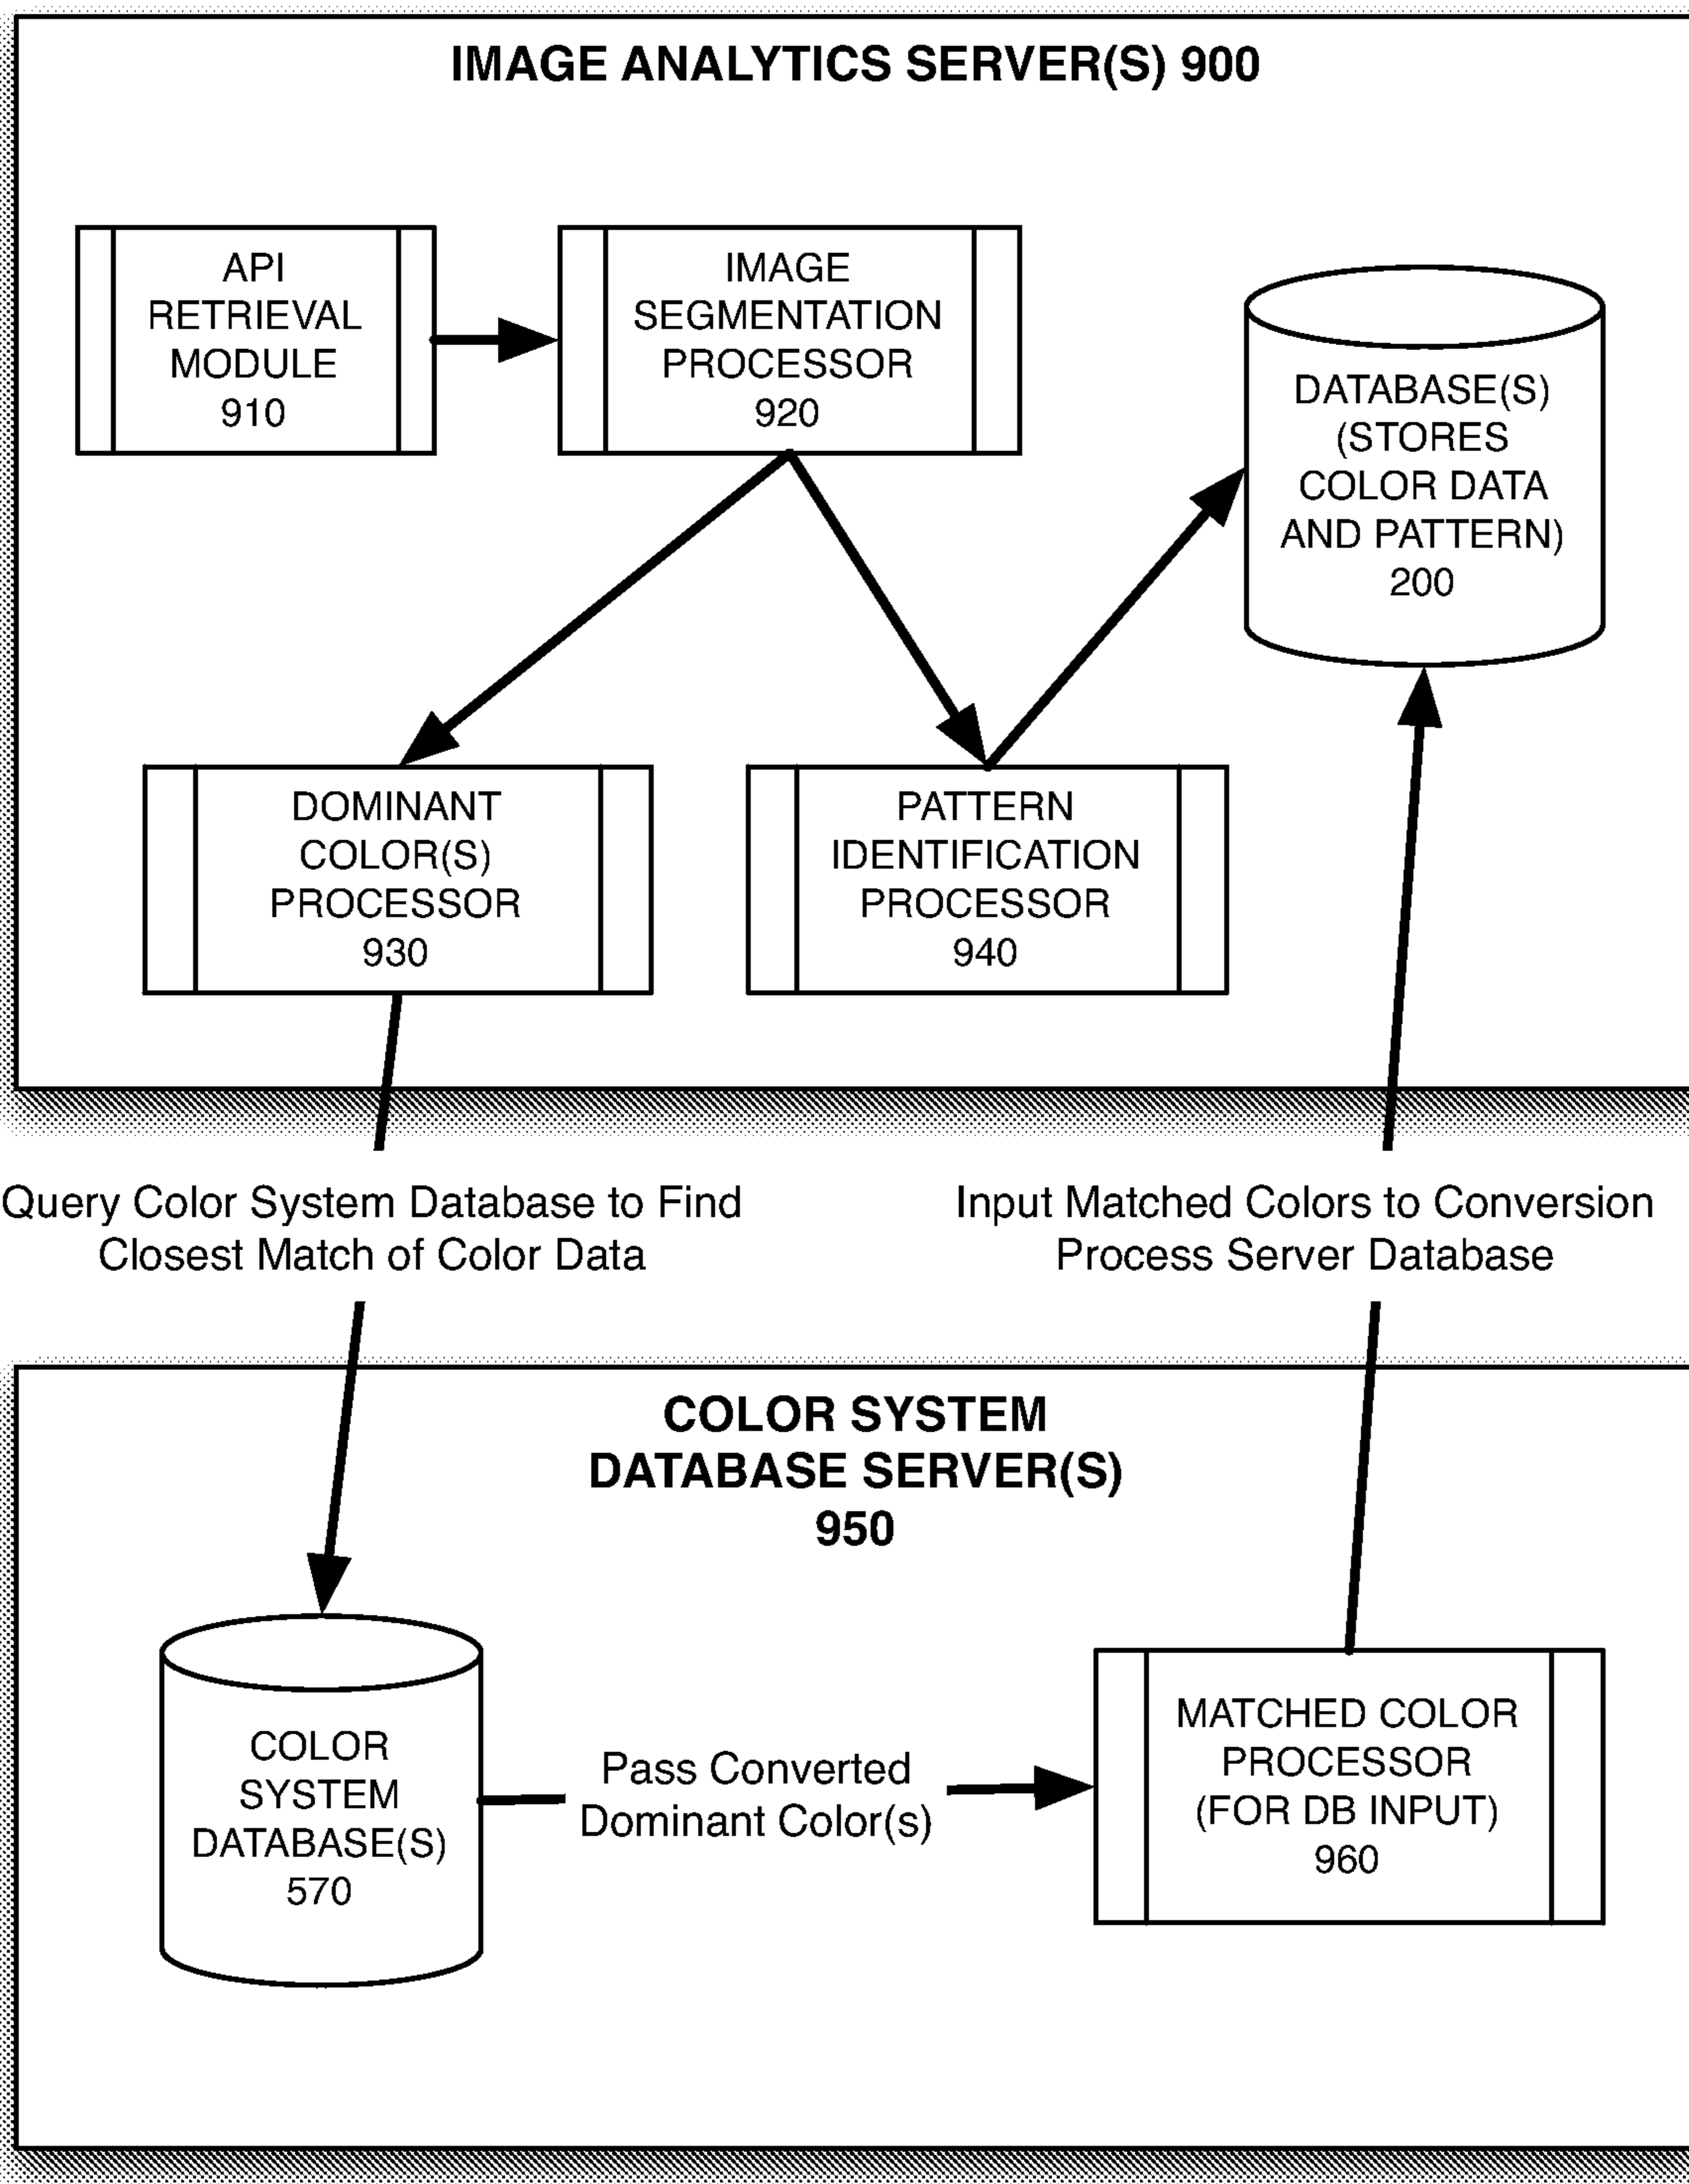 IMAGE ANALYTICS SERVER(S) 900
API
RETRIEVAL
MODULE
910
IMAGE
SEGMENTATION
PROCESSOR
920
DATABASE(S)
(STORES
COLOR DATA
AND PATTERN)
200
DOMINANT
COLOR(S)
PROCESSOR
930
PATTERN
IDENTIFICATION
PROCESSOR
940
Query Color System Database to Find
Closest Match of Color Data
Input Matched Colors to Conversion
Process Server Database
COLOR SYSTEM
DATABASE SERVER(S)
950
COLOR
SYSTEM
DATABASE(S)
570
Pass Converted
Dominant Color(s)
MATCHED COLOR
PROCESSOR
(FOR DB INPUT)
960